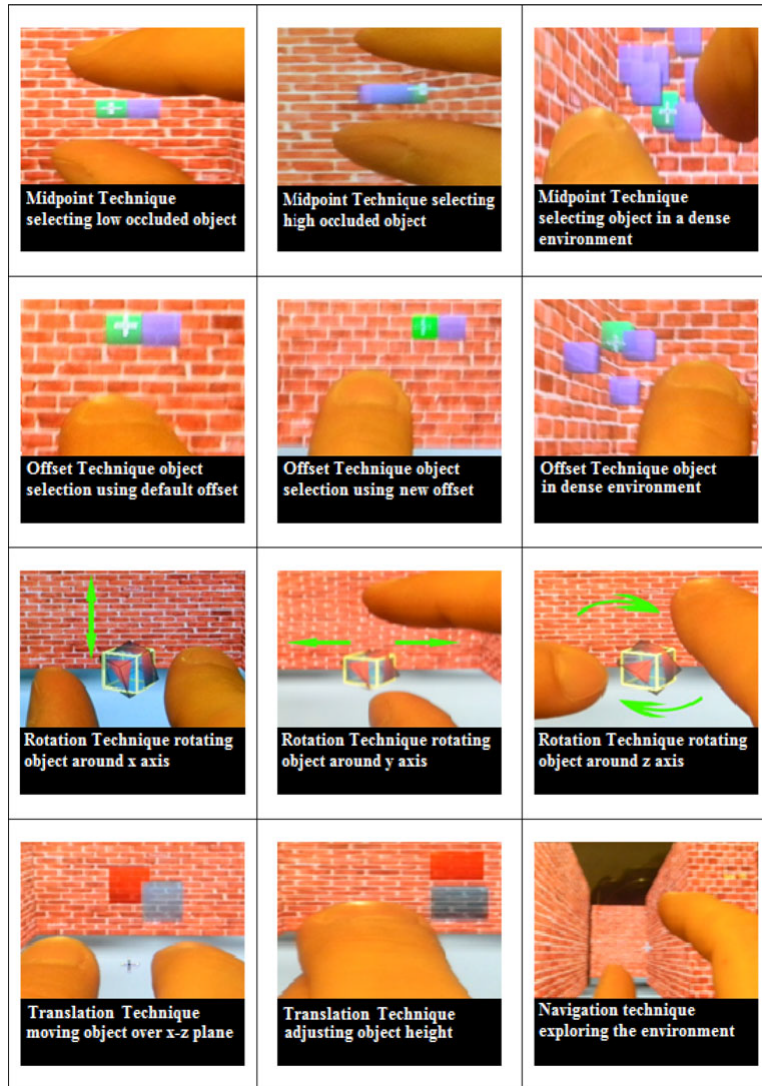 Midpoint Technique
selecting low occluded object
Midpoint Technique selecting
high occluded object
Midpoint Technique
selecting object in a dense
environment
Offset Technique object
selection using default offset
Offset Technique object
selection using new offset
Offset Technique object
in dense environment
Rotation Technique rotating
object around x axis
Rotation Technique rotating
object around y axis
Rotation Technique rotating
object around z axis
Translation Technique
moving object over x-z plane
Translation Technique
adjusting object height
Navigation technique
exploring the environment